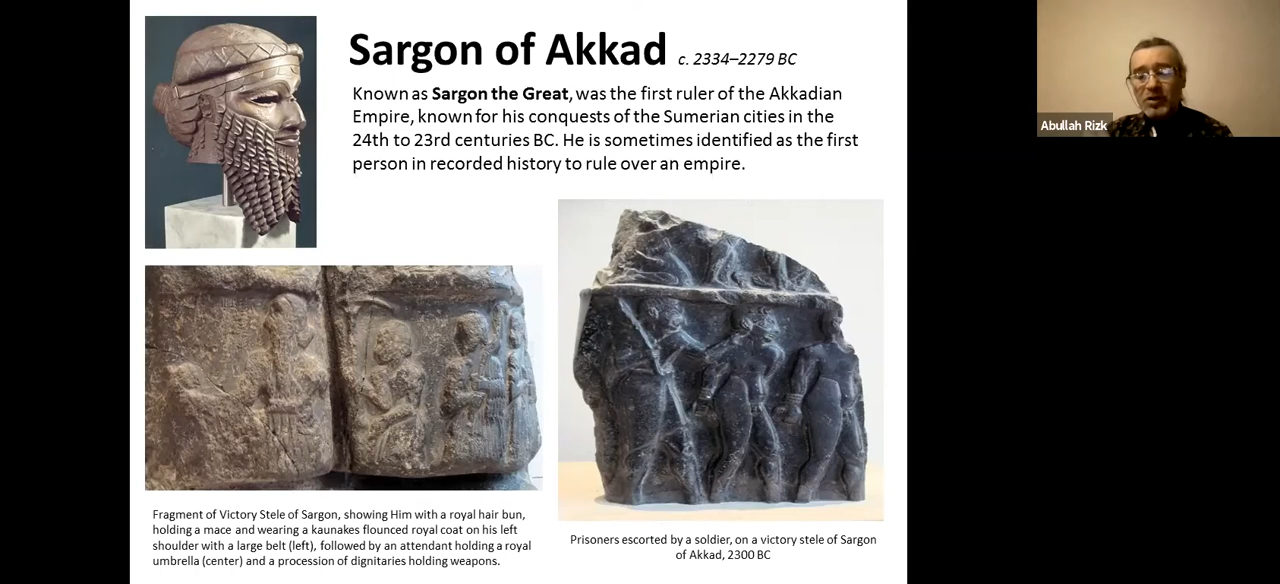 Sargon of Akkad c. 2334–2279 BC
Known as Sargon the Great, was the first ruler of the Akkadian
Empire, known for his conquests of the Sumerian cities in the
24th to 23rd centuries BC. He is sometimes identified as the first
person in recorded history to rule over an empire.
Fragment of Victory Stele of Sargon, showing Him with a royal hair bun,
holding a mace and wearing a kaunakes flounced royal coat on his left
shoulder with a large belt (left), followed by an attendant holding a royal
umbrella (center) and a procession of dignitaries holding weapons.
Prisoners escorted by a soldier, on a victory stele of Sargon
of Akkad, 2300 BC
Abullah Rizk